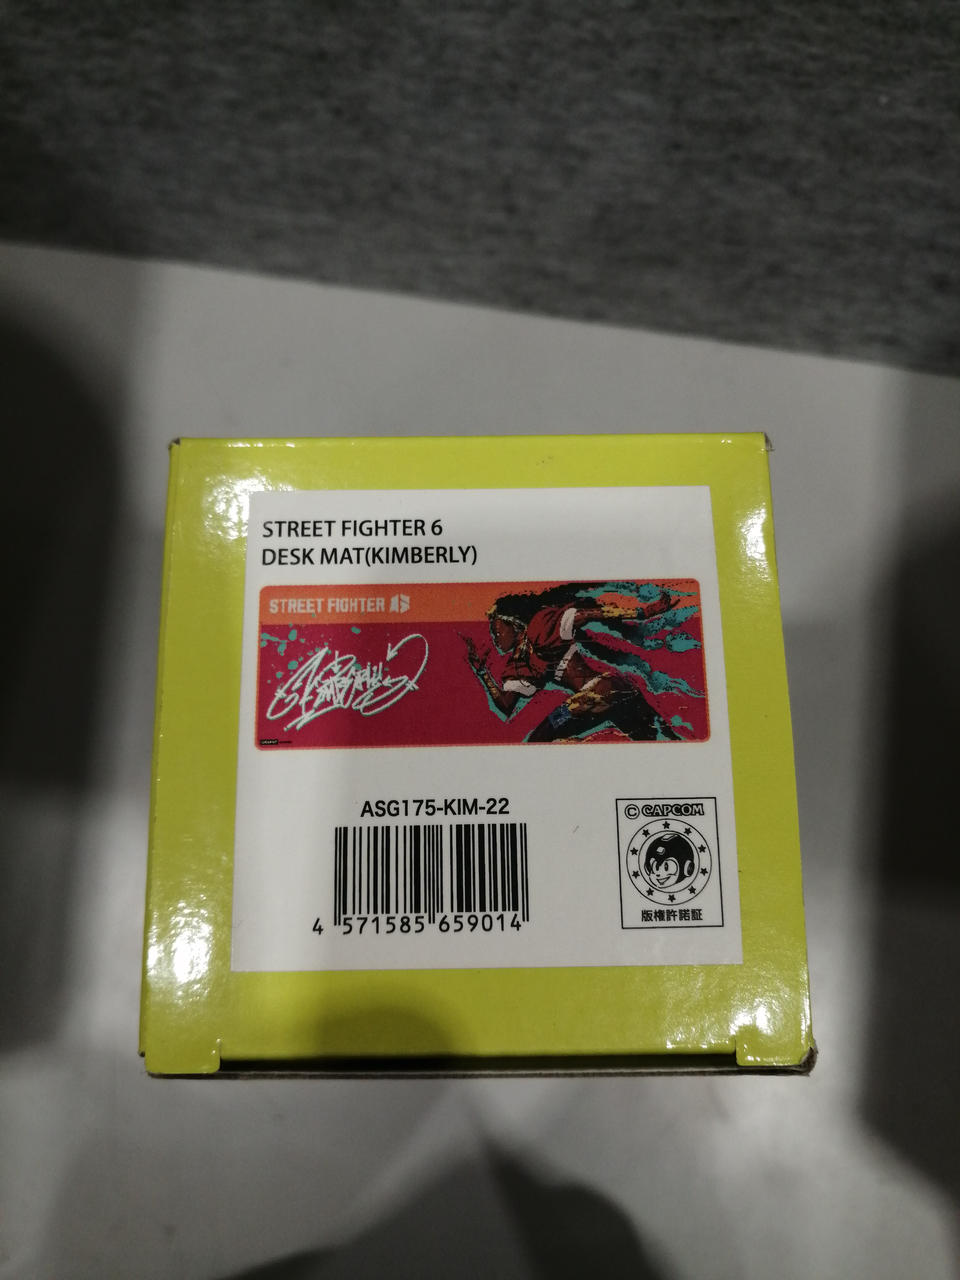 STREET FIGHTER 6
DESK MAT(KIMBERLY)
STREET FIGHTER 6
ASG175-KIM-22
4 571585 659014
© CAPCOM
版権許諾証